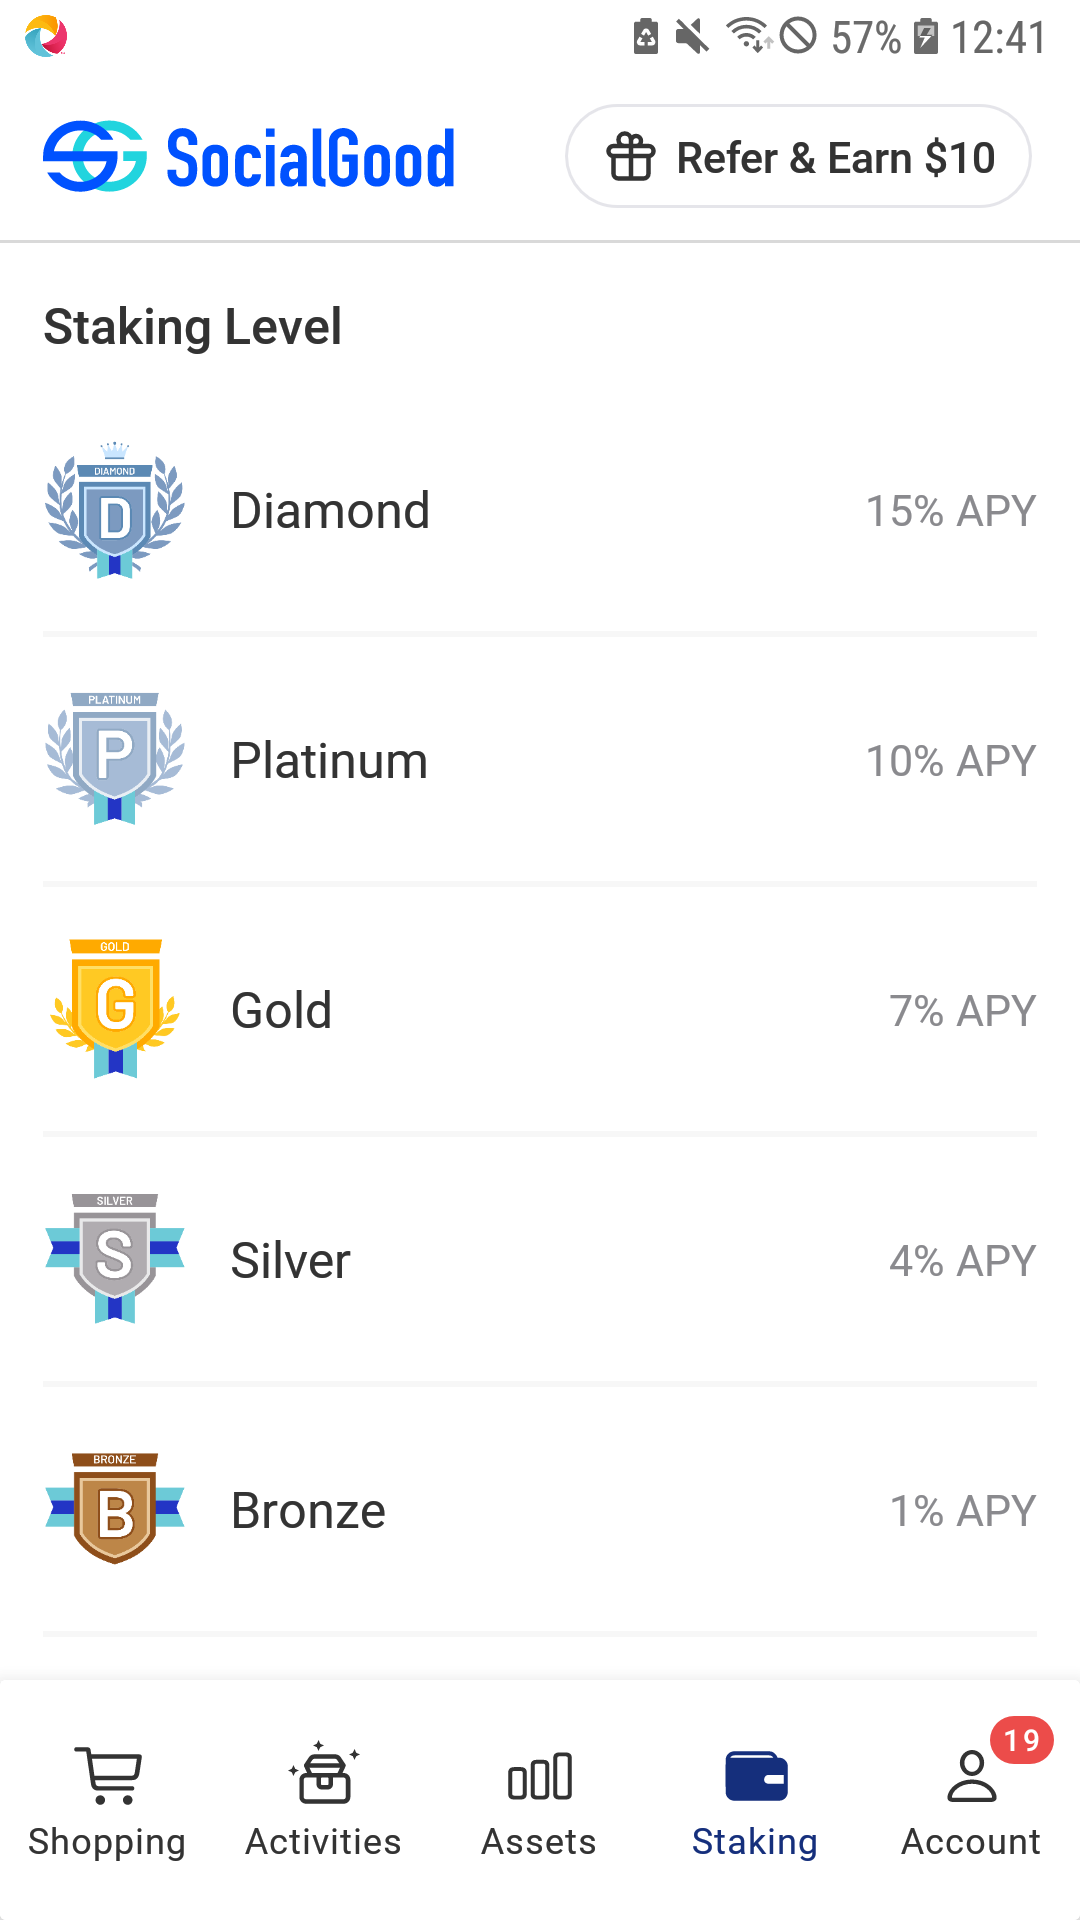 57% 12:41
SocialGood
Refer & Earn $10
Staking Level
DIAMOND
D
Diamond
15% APY
PLATINUM
P
Platinum
10% APY
GOLD
G
Gold
7% APY
SILVER
S
Silver
4% APY
BRONZE
B
Bronze
1% APY
19
Shopping
Activities
Assets
Staking
Account